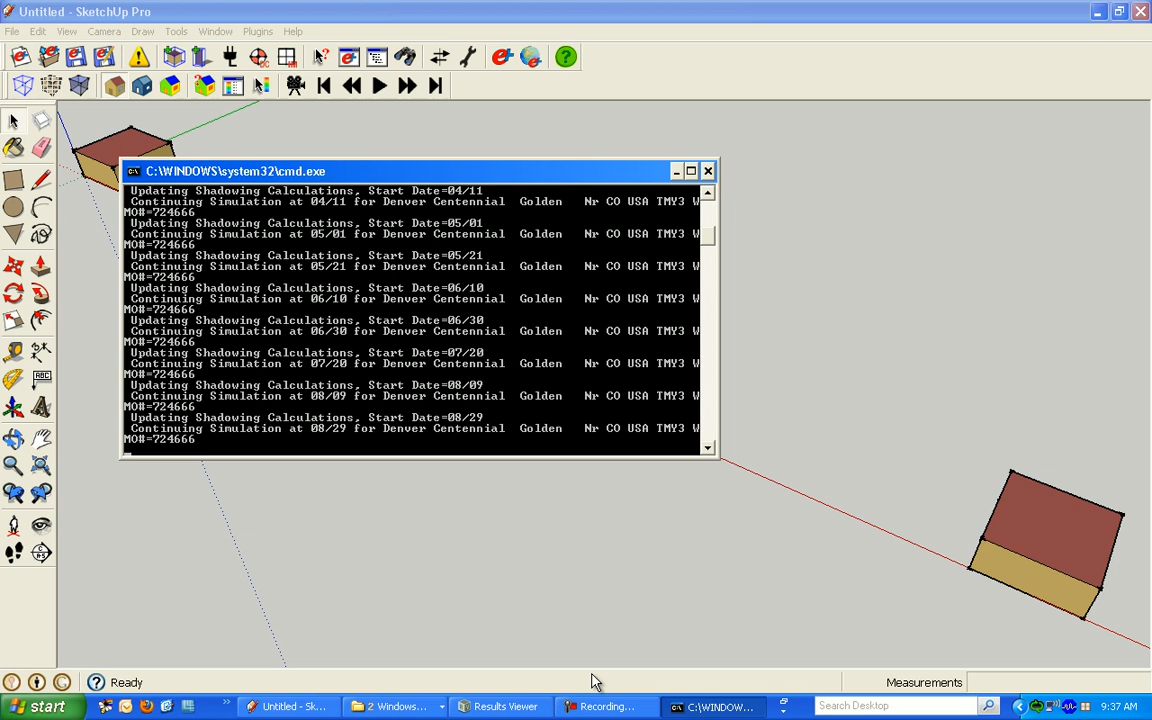 Untitled - SketchUp Pro
File Edit View Camera Draw Tools Window Plugins Help
C:\WINDOWS\system32\cmd.exe
Updating Shadowing Calculations, Start Date=04/11
Continuing Simulation at 04/11 for Denver Centennial Golden Nr CO USA TMY3 W
MO#=724666
Updating Shadowing Calculations, Start Date=05/01
Continuing Simulation at 05/01 for Denver Centennial Golden Nr CO USA TMY3 W
MO#=724666
Updating Shadowing Calculations, Start Date=05/21
Continuing Simulation at 05/21 for Denver Centennial Golden Nr CO USA TMY3 W
MO#=724666
Updating Shadowing Calculations, Start Date=06/10
Continuing Simulation at 06/10 for Denver Centennial Golden Nr CO USA TMY3 W
MO#=724666
Updating Shadowing Calculations, Start Date=06/30
Continuing Simulation at 06/30 for Denver Centennial Golden Nr CO USA TMY3 W
MO#=724666
Updating Shadowing Calculations, Start Date=07/20
Continuing Simulation at 07/20 for Denver Centennial Golden Nr CO USA TMY3 W
MO#=724666
Updating Shadowing Calculations, Start Date=08/09
Continuing Simulation at 08/09 for Denver Centennial Golden Nr CO USA TMY3 W
MO#=724666
Updating Shadowing Calculations, Start Date=08/29
Continuing Simulation at 08/29 for Denver Centennial Golden Nr CO USA TMY3 W
MO#=724666
ABC
Ready
Measurements
start Untitled - Sk... 2 Windows... Results Viewer Recording... C:\WINDOW... Search Desktop 9:37 AM